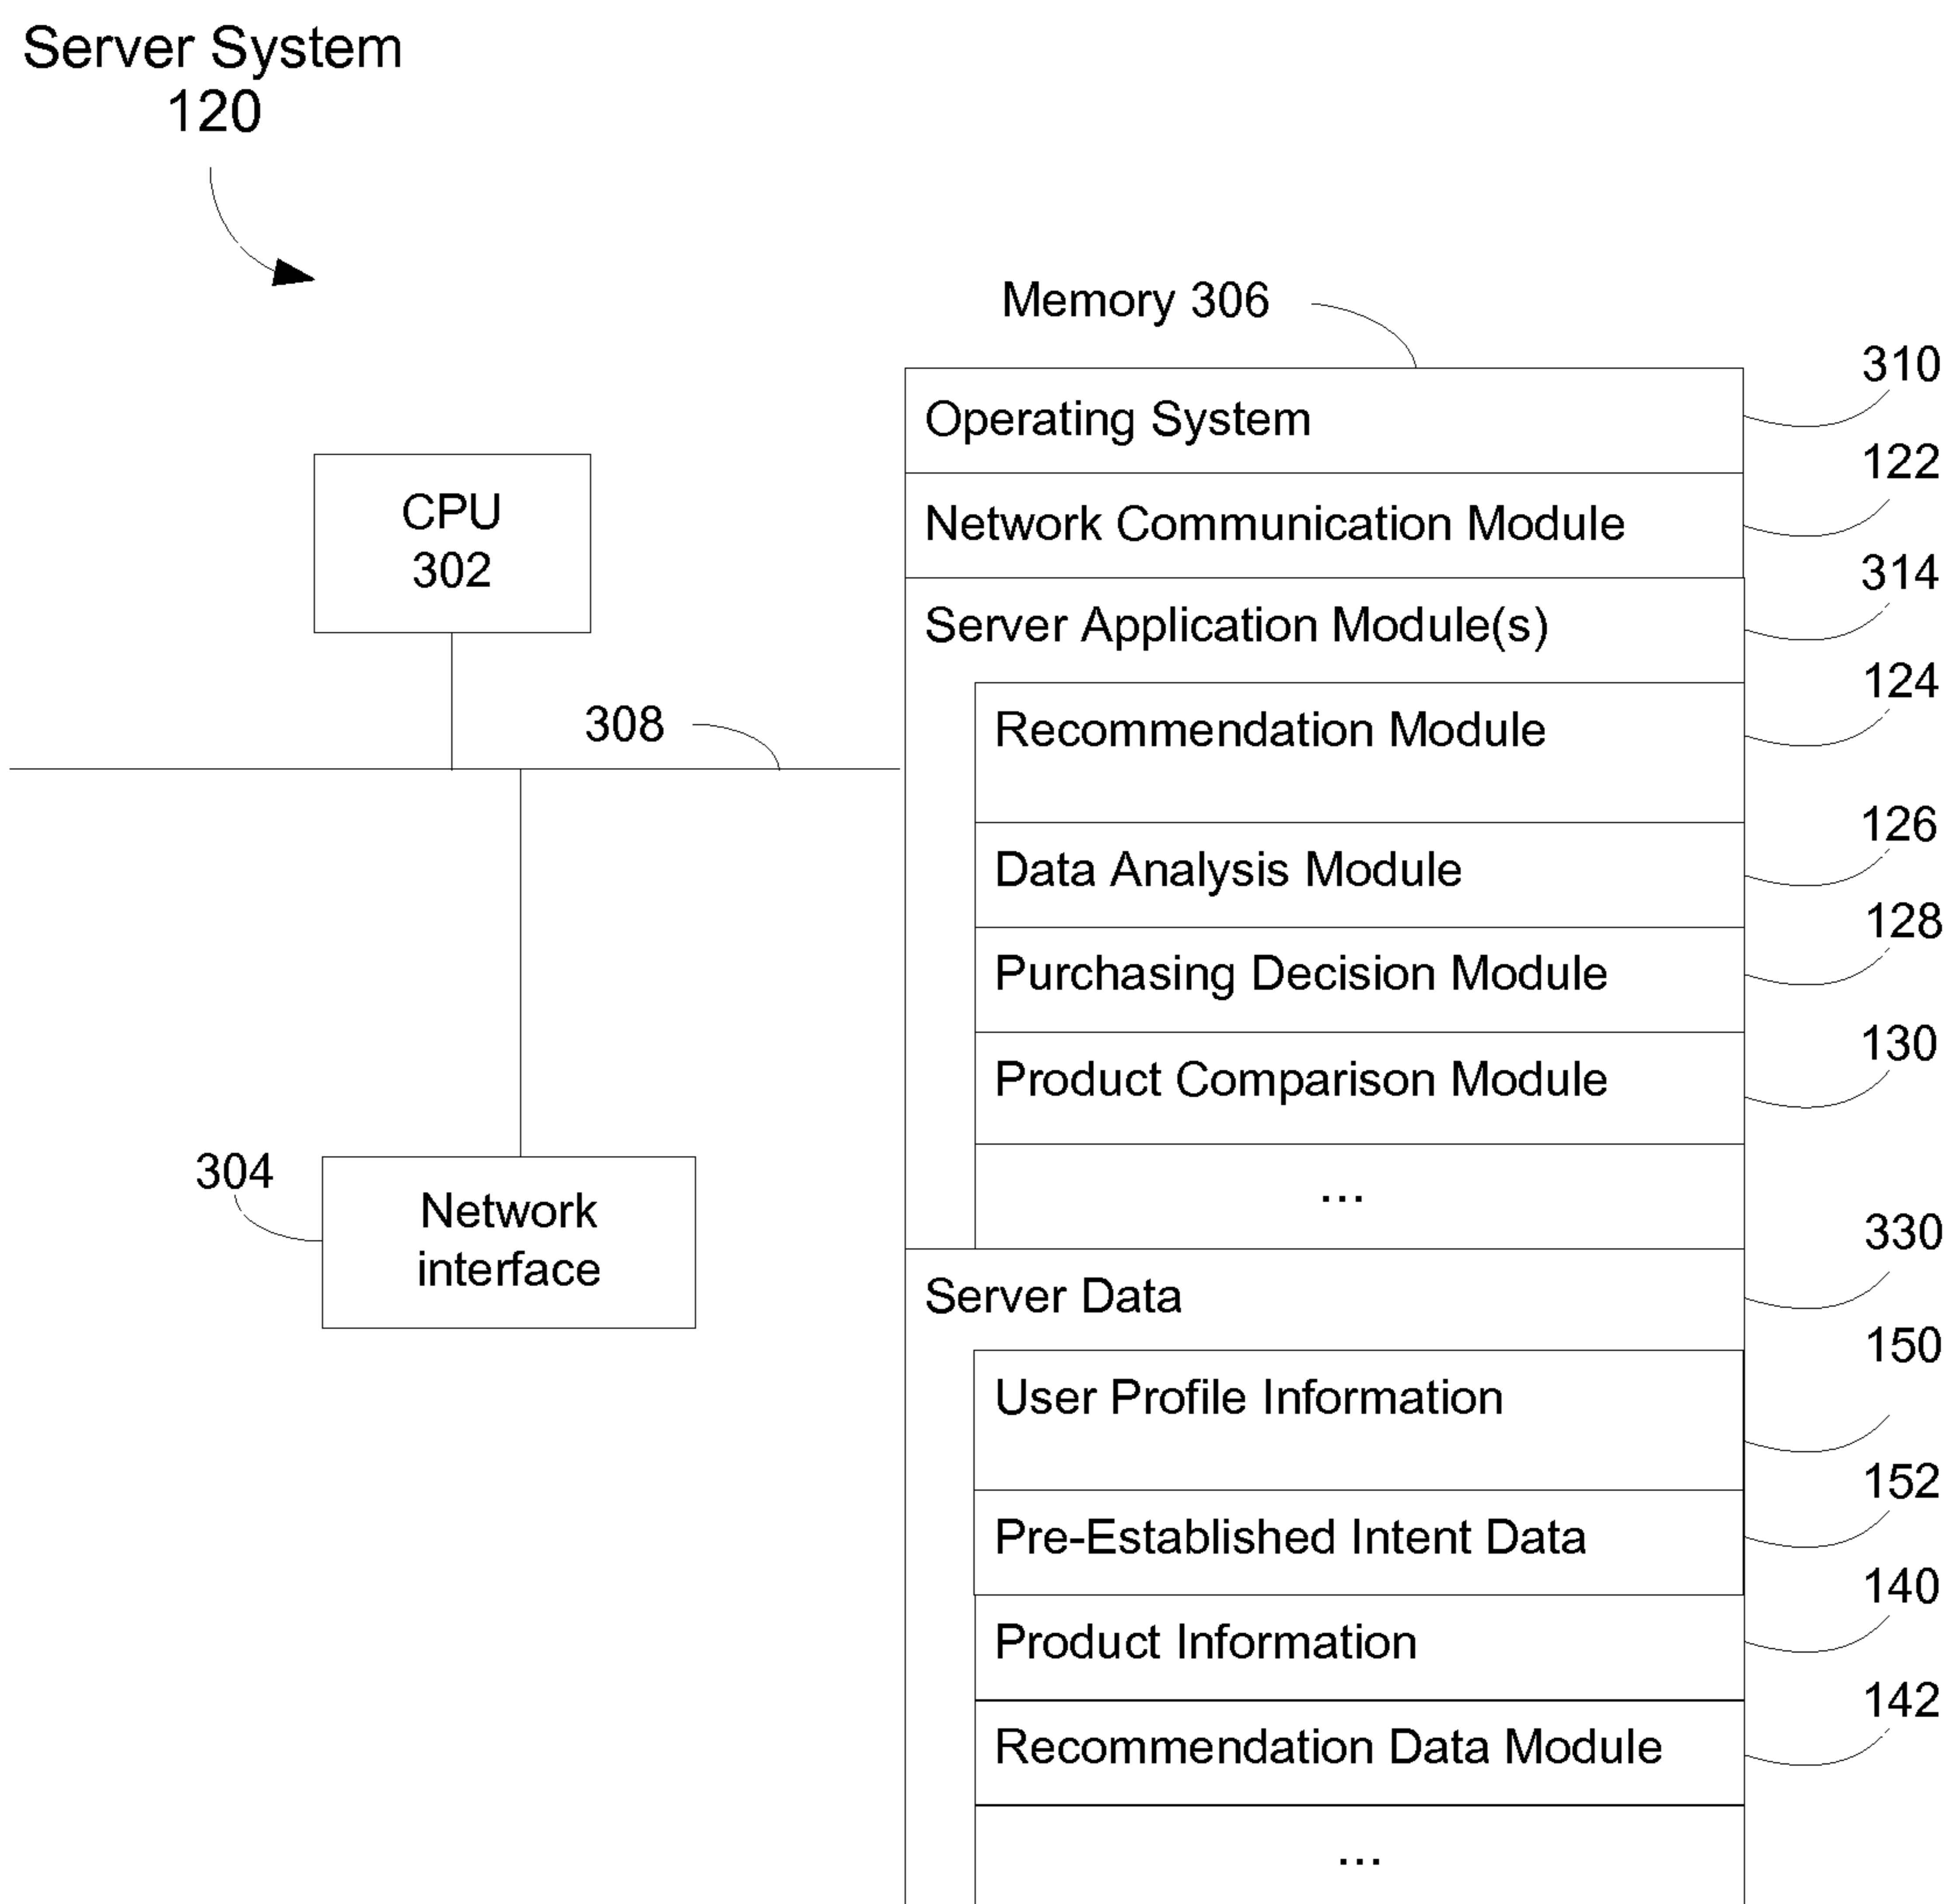 Server System
120
Memory 306
310
Operating System
122
Network Communication Module
CPU
302
314
Server Application Module(s)
124
Recommendation Module
308
126
Data Analysis Module
128
Purchasing Decision Module
130
Product Comparison Module
...
304
Network
interface
330
Server Data
150
User Profile Information
152
Pre-Established Intent Data
140
Product Information
142
Recommendation Data Module
...